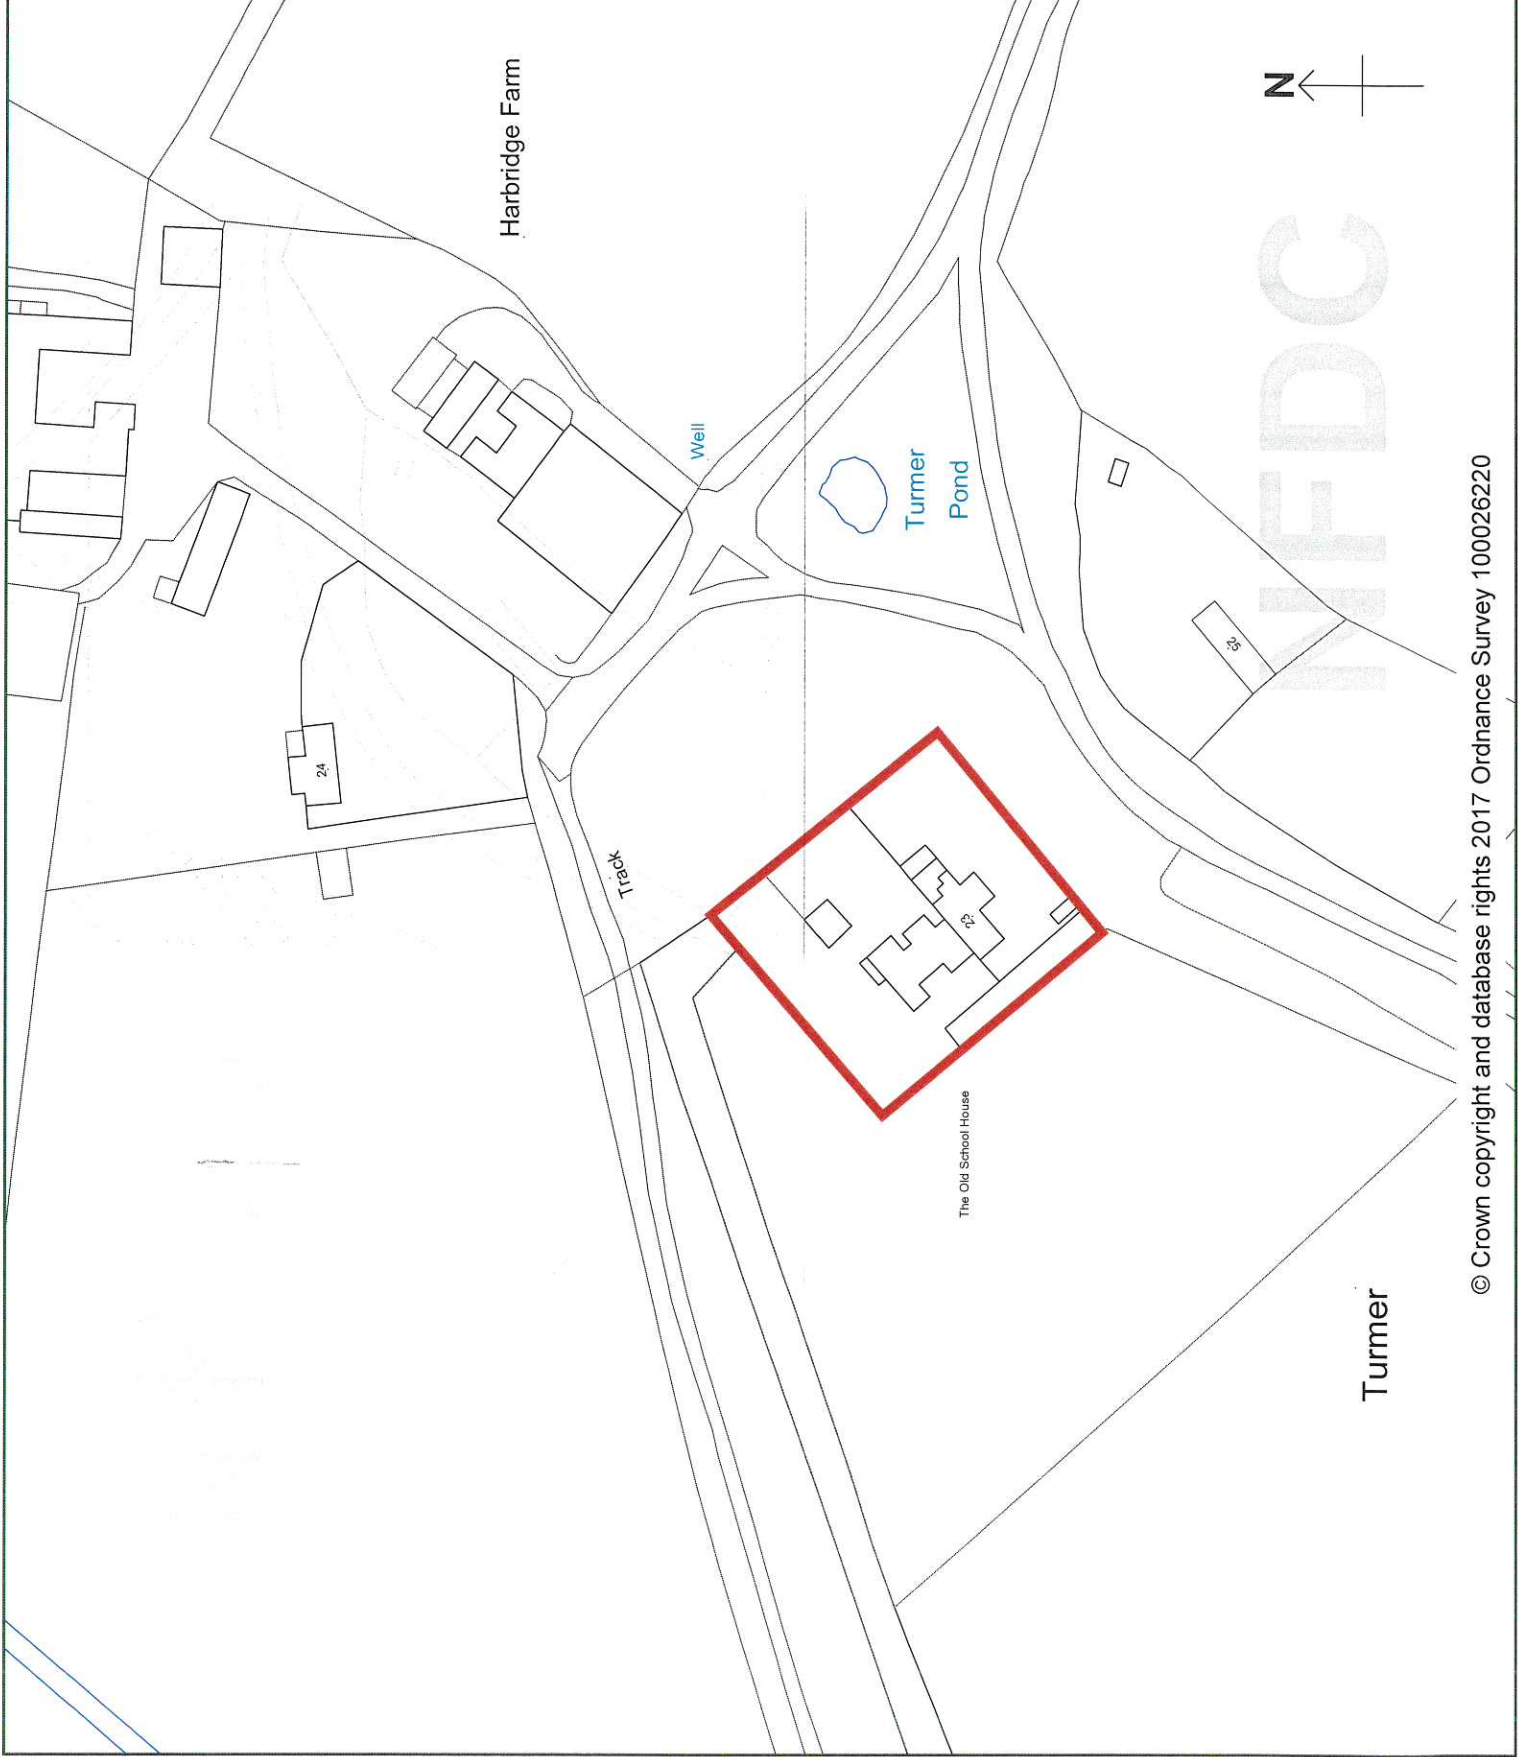 Harbridge Farm
N
Well
Turmer
Pond
NFDC
24
25
Track
23
The Old School House
Turmer
© Crown copyright and database rights 2017 Ordnance Survey 100026220